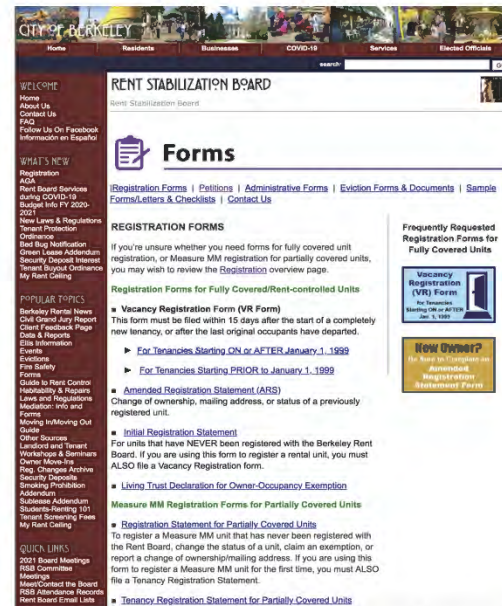 CITY OF BERKELEY
Home Residents Businesses COVID-19 Services Elected Officials
search:
WELCOME
Home
About Us
Contact Us
FAQ
Follow Us On Facebook
Información en Español
WHAT'S NEW
Registration
AGA
Rent Board Services
during COVID-19
Budget Info FY 2020-
2021
New Laws & Regulations
Tenant Protection
Ordinance
Bed Bug Notification
Green Lease Addendum
Security Deposit Interest
Tenant Buyout Ordinance
My Rent Ceiling
POPULAR TOPICS
Berkeley Rental News
Civil Grand Jury Report
Client Feedback Page
Data & Reports
Ellis Information
Events
Evictions
Fire Safety
Forms
Guide to Rent Control
Habitability & Repairs
Laws and Regulations
Mediation: Info and
Forms
Moving In/Moving Out
Guide
Other Sources
Landlord and Tenant
Workshops & Seminars
Owner Move-Ins
Reg. Changes Archive
Security Deposits
Smoking Prohibition
Addendum
Sublease Addendum
Students-Renting 101
Tenant Screening Fees
My Rent Ceiling
QUICK LINKS
2021 Board Meetings
RSB Committee
Meetings
Meet/Contact the Board
RSB Attendance Records
Rent Board Email Lists
RENT STABILIZATION BOARD
Rent Stabilization Board
Forms
|Registration Forms | Petitions | Administrative Forms | Eviction Forms & Documents | Sample
Forms/Letters & Checklists | Contact Us
REGISTRATION FORMS
If you're unsure whether you need forms for fully covered unit
registration, or Measure MM registration for partially covered units,
you may wish to review the Registration overview page.
Registration Forms for Fully Covered/Rent-controlled Units
■ Vacancy Registration Form (VR Form)
This form must be filed within 15 days after the start of a completely
new tenancy, or after the last original occupants have departed.
► For Tenancies Starting ON or AFTER January 1, 1999
► For Tenancies Starting PRIOR to January 1, 1999
■ Amended Registration Statement (ARS)
Change of ownership, mailing address, or status of a previously
registered unit.
■ Initial Registration Statement
For units that have NEVER been registered with the Berkeley Rent
Board. If you are using this form to register a rental unit, you must
ALSO file a Vacancy Registration form.
■ Living Trust Declaration for Owner-Occupancy Exemption
Measure MM Registration Forms for Partially Covered Units
■ Registration Statement for Partially Covered Units
To register a Measure MM unit that has never been registered with
the Rent Board, change the status of a unit, claim an exemption, or
report a change of ownership/mailing address. If you are using this
form to register a Measure MM unit for the first time, you must ALSO
file a Tenancy Registration Statement.
■ Tenancy Registration Statement for Partially Covered Units
Frequently Requested
Registration Forms for
Fully Covered Units
Vacancy
Registration
(VR) Form
for Tenancies
Starting ON or AFTER
Jan. 1, 1999
New Owner?
Be Sure to Complete an
Amended
Registration
Statement Form